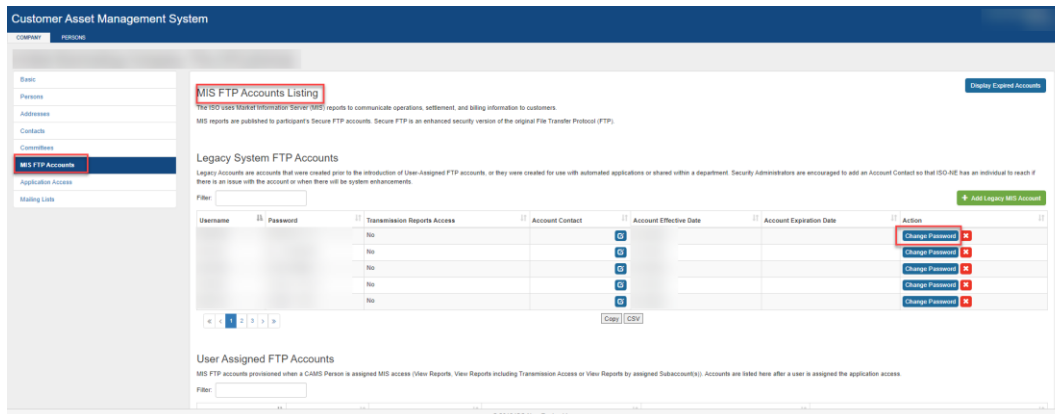 Customer Asset Management System
COMPANY PERSONS
Basic
Persons
Addresses
Contacts
Committees
MIS FTP Accounts
Application Access
Mailing Lists
MIS FTP Accounts Listing
Display Expired Accounts
The ISO uses Market Information Server (MIS) reports to communicate operations, settlement, and billing information to customers.
MIS reports are published to participant's Secure FTP accounts. Secure FTP is an enhanced security version of the original File Transfer Protocol (FTP).
Legacy System FTP Accounts
Legacy Accounts are accounts that were created prior to the introduction of User-Assigned FTP accounts, or they were created for use with automated applications or shared within a department. Security Administrators are encouraged to add an Account Contact so that ISO-NE has an individual to reach if
there is an issue with the account or when there will be system enhancements.
Filter:
+ Add Legacy MIS Account
Username Password Transmission Reports Access Account Contact Account Effective Date Account Expiration Date Action
No Change Password
No Change Password
No Change Password
No Change Password
No Change Password
« < 1 2 3 > »
Copy CSV
User Assigned FTP Accounts
MIS FTP accounts provisioned when a CAMS Person is assigned MIS access (View Reports, View Reports including Transmission Access or View Reports by assigned Subaccount(s)). Accounts are listed here after a user is assigned the application access.
Filter: